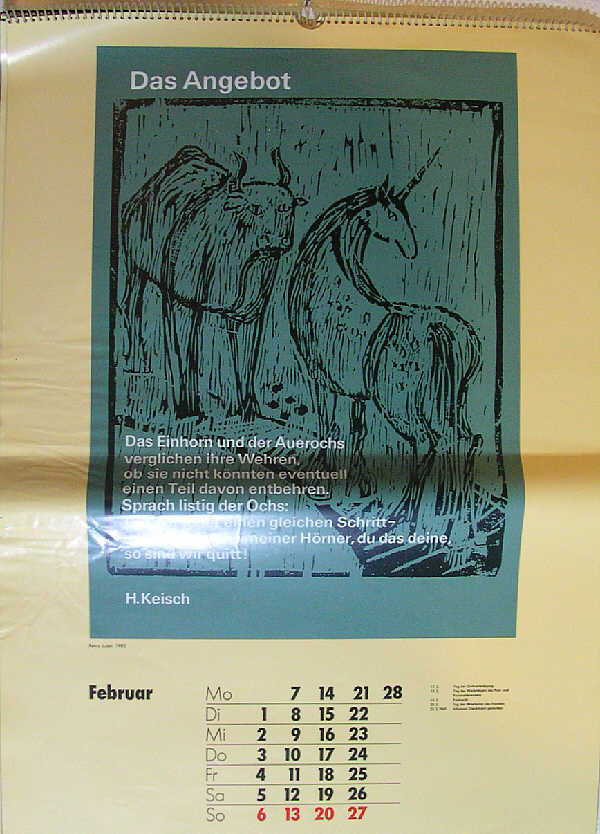 Das Angebot
Das Einhorn und der Auerochs
verglichen ihre Wehren,
ob sie nicht könnten eventuell
einen Teil davon entbehren.
Sprach listig der Ochs:
einen gleichen Schritt–
meiner Hörner, du das deine,
so sind wir quitt!
H.Keisch
Februar
Mo 7 14 21 28
Di 1 8 15 22
Mi 2 9 16 23
Do 3 10 17 24
Fr 4 11 18 25
Sa 5 12 19 26
So 6 13 20 27